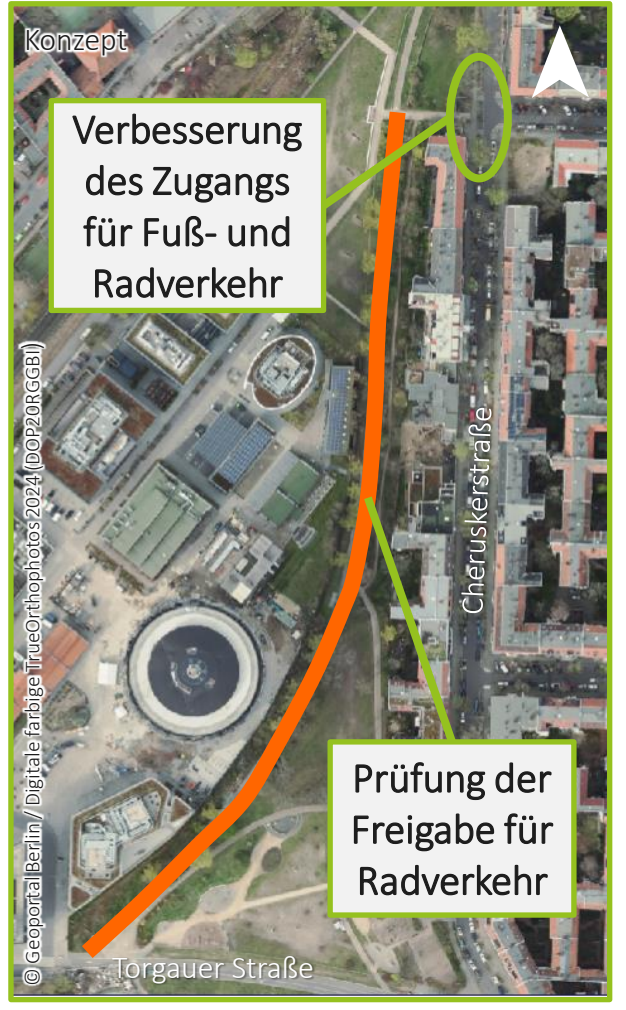 Konzept
Verbesserung
des Zugangs
für Fuß- und
Radverkehr
© Geoportal Berlin / Digitale farbige TrueOrthophotos 2024 (DOP20RGGBI)
Cheruskerstraße
Prüfung der
Freigabe für
Radverkehr
Torgauer Straße